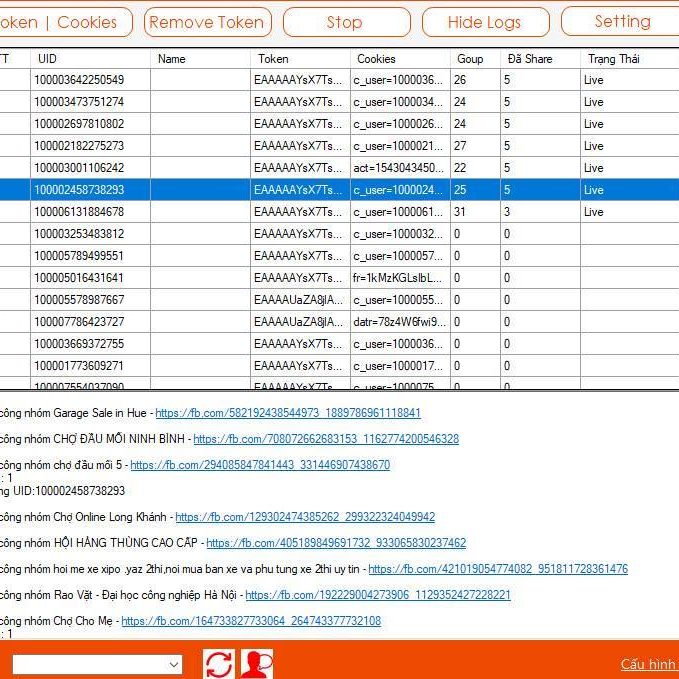 oken | Cookies Remove Token Stop Hide Logs Setting
TT UID Name Token Cookies Goup Đã Share Trạng Thái
100003642250549 EAAAAAYsX7Ts... c_user=1000036... 26 5 Live
100003473751274 EAAAAAYsX7Ts... c_user=1000034... 24 5 Live
100002697810802 EAAAAAYsX7Ts... c_user=1000026... 24 5 Live
100002182275273 EAAAAAYsX7Ts... c_user=1000021... 27 5 Live
100003001106242 EAAAAAYsX7Ts... act=1543043450... 22 5 Live
100002458738293 EAAAAAYsX7Ts... c_user=1000024... 25 5 Live
100006131884678 EAAAAAYsX7Ts... c_user=1000061... 31 3 Live
100003253483812 EAAAAAYsX7Ts... c_user=1000032... 0 0
100005789499551 EAAAAAYsX7Ts... c_user=1000057... 0 0
100005016431641 EAAAAAYsX7Ts... fr=1kMzKGLsIbL... 0 0
100005578987667 EAAAAUaZA8jlA... c_user=1000055... 0 0
100007786423727 EAAAAUaZA8jlA... datr=78z4W6fwi9... 0 0
100003669372755 EAAAAAYsX7Ts... c_user=1000036... 0 0
100001773609271 EAAAAAYsX7Ts... c_user=1000017... 0 0
100007554037090 EAAAAAYsX7Ts... c_user=1000075... 0 0
công nhóm Garage Sale in Hue - https://fb.com/582192438544973_1889786961118841
công nhóm CHỢ ĐẦU MỐI NINH BÌNH - https://fb.com/708072662683153_1162774200546328
công nhóm chợ đầu mối 5 - https://fb.com/294085847841443_331446907438670
: 1
ng UID:100002458738293
công nhóm Chợ Online Long Khánh - https://fb.com/129302474385262_299322324049942
công nhóm HỘI HÀNG THÙNG CAO CẤP - https://fb.com/405189849691732_933065830237462
công nhóm hoi me xe xipo .yaz 2thi,noi mua ban xe va phu tung xe 2thi uy tin - https://fb.com/421019054774082_951811728361476
công nhóm Rao Vặt - Đại học công nghiệp Hà Nội - https://fb.com/192229004273906_1129352427228221
công nhóm Chợ Cho Mẹ - https://fb.com/164733827733064_264743377732108
: 1
Cấu hình